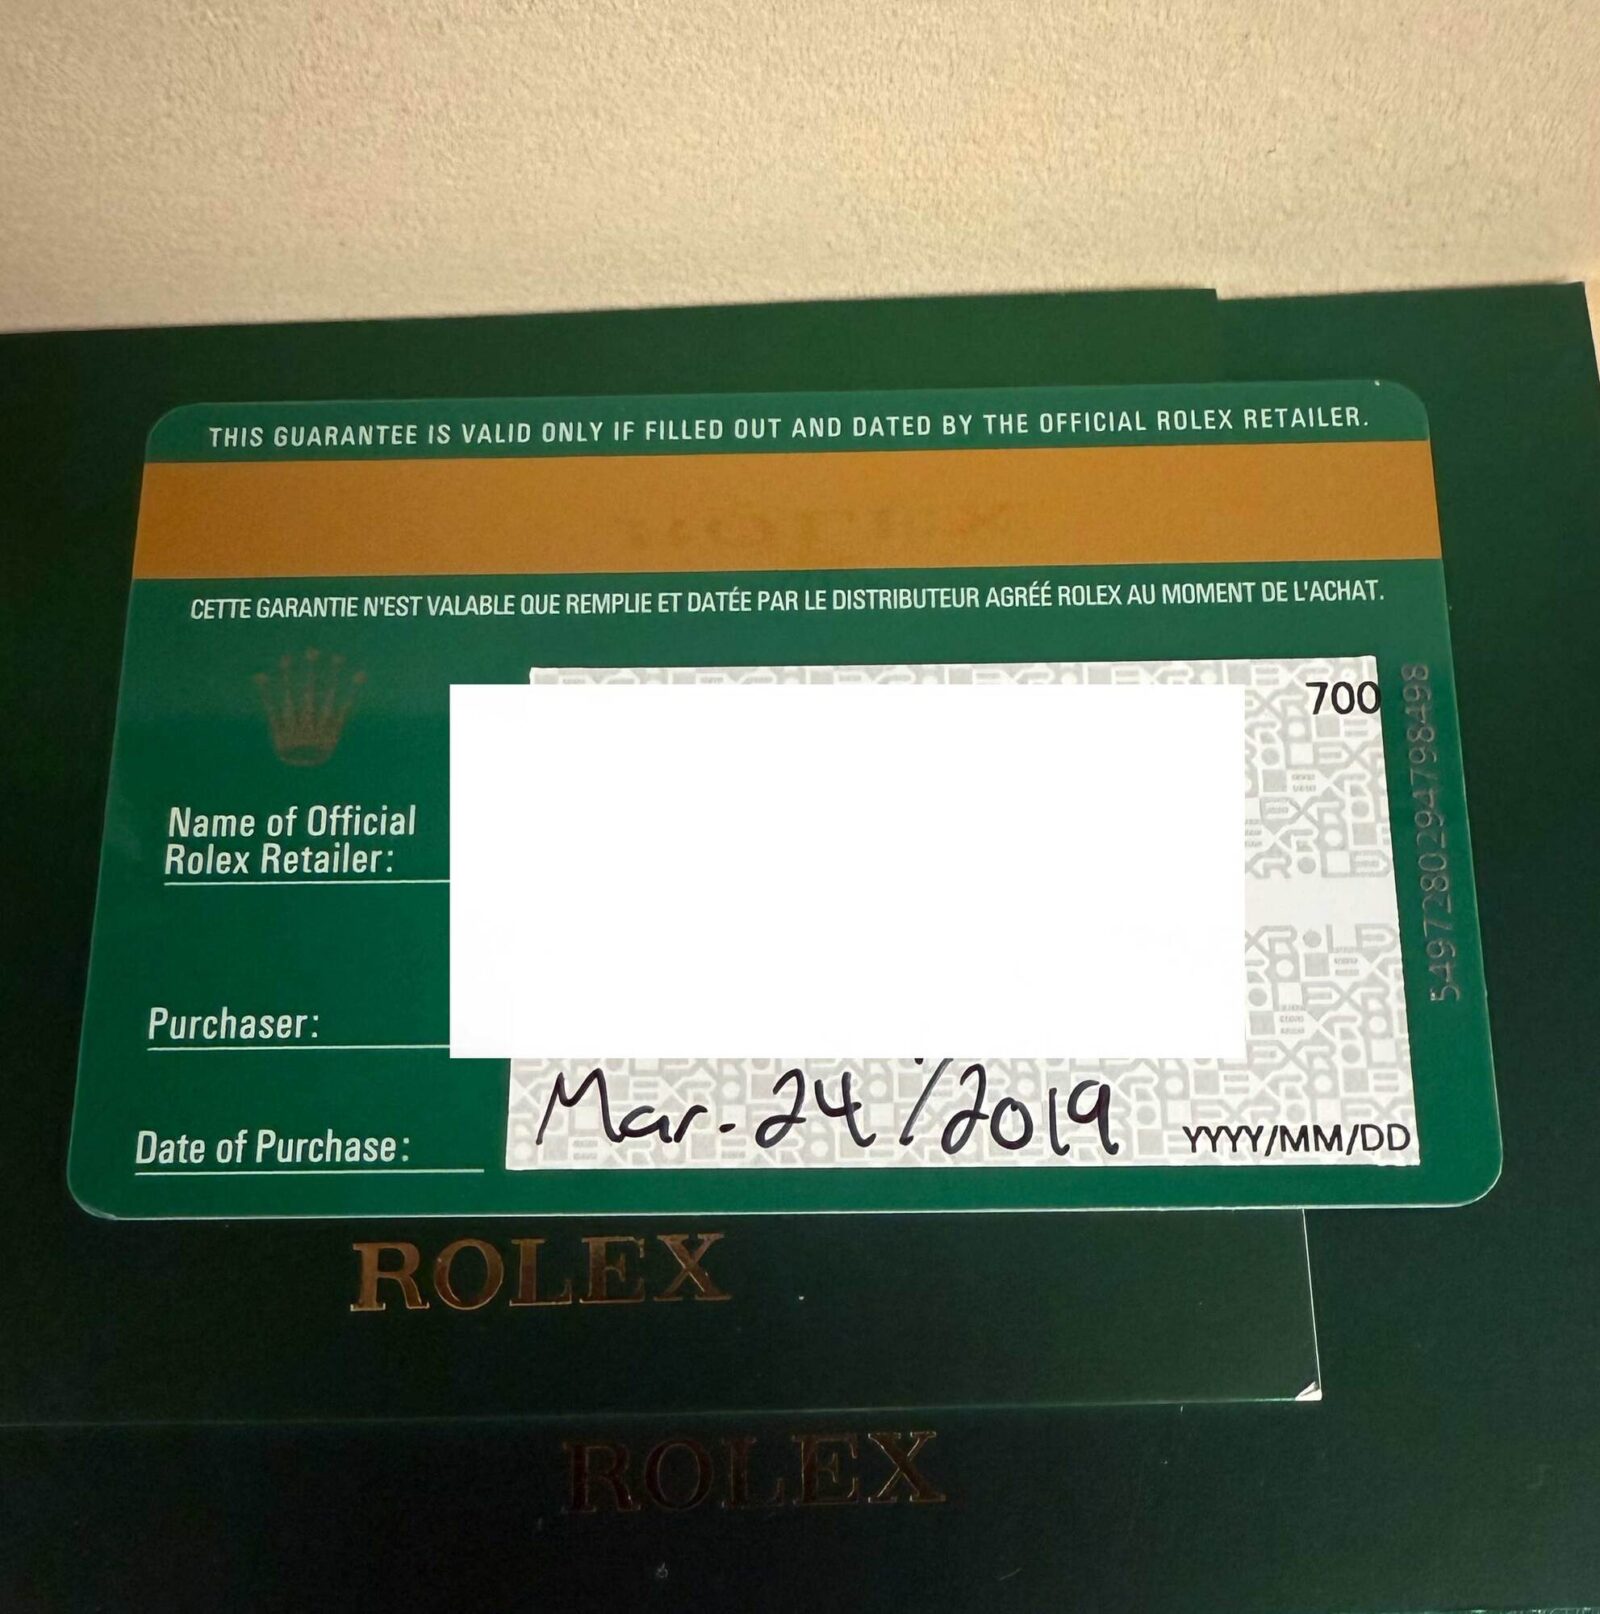 THIS GUARANTEE IS VALID ONLY IF FILLED OUT AND DATED BY THE OFFICIAL ROLEX RETAILER.
ROLEX
CETTE GARANTIE N'EST VALABLE QUE REMPLIE ET DATÉE PAR LE DISTRIBUTEUR AGRÉÉ ROLEX AU MOMENT DE L'ACHAT.
700
Name of Official
Rolex Retailer:
5497280294798498
Purchaser:
Date of Purchase: Mar. 24/2019 YYYY/MM/DD
ROLEX
ROLEX